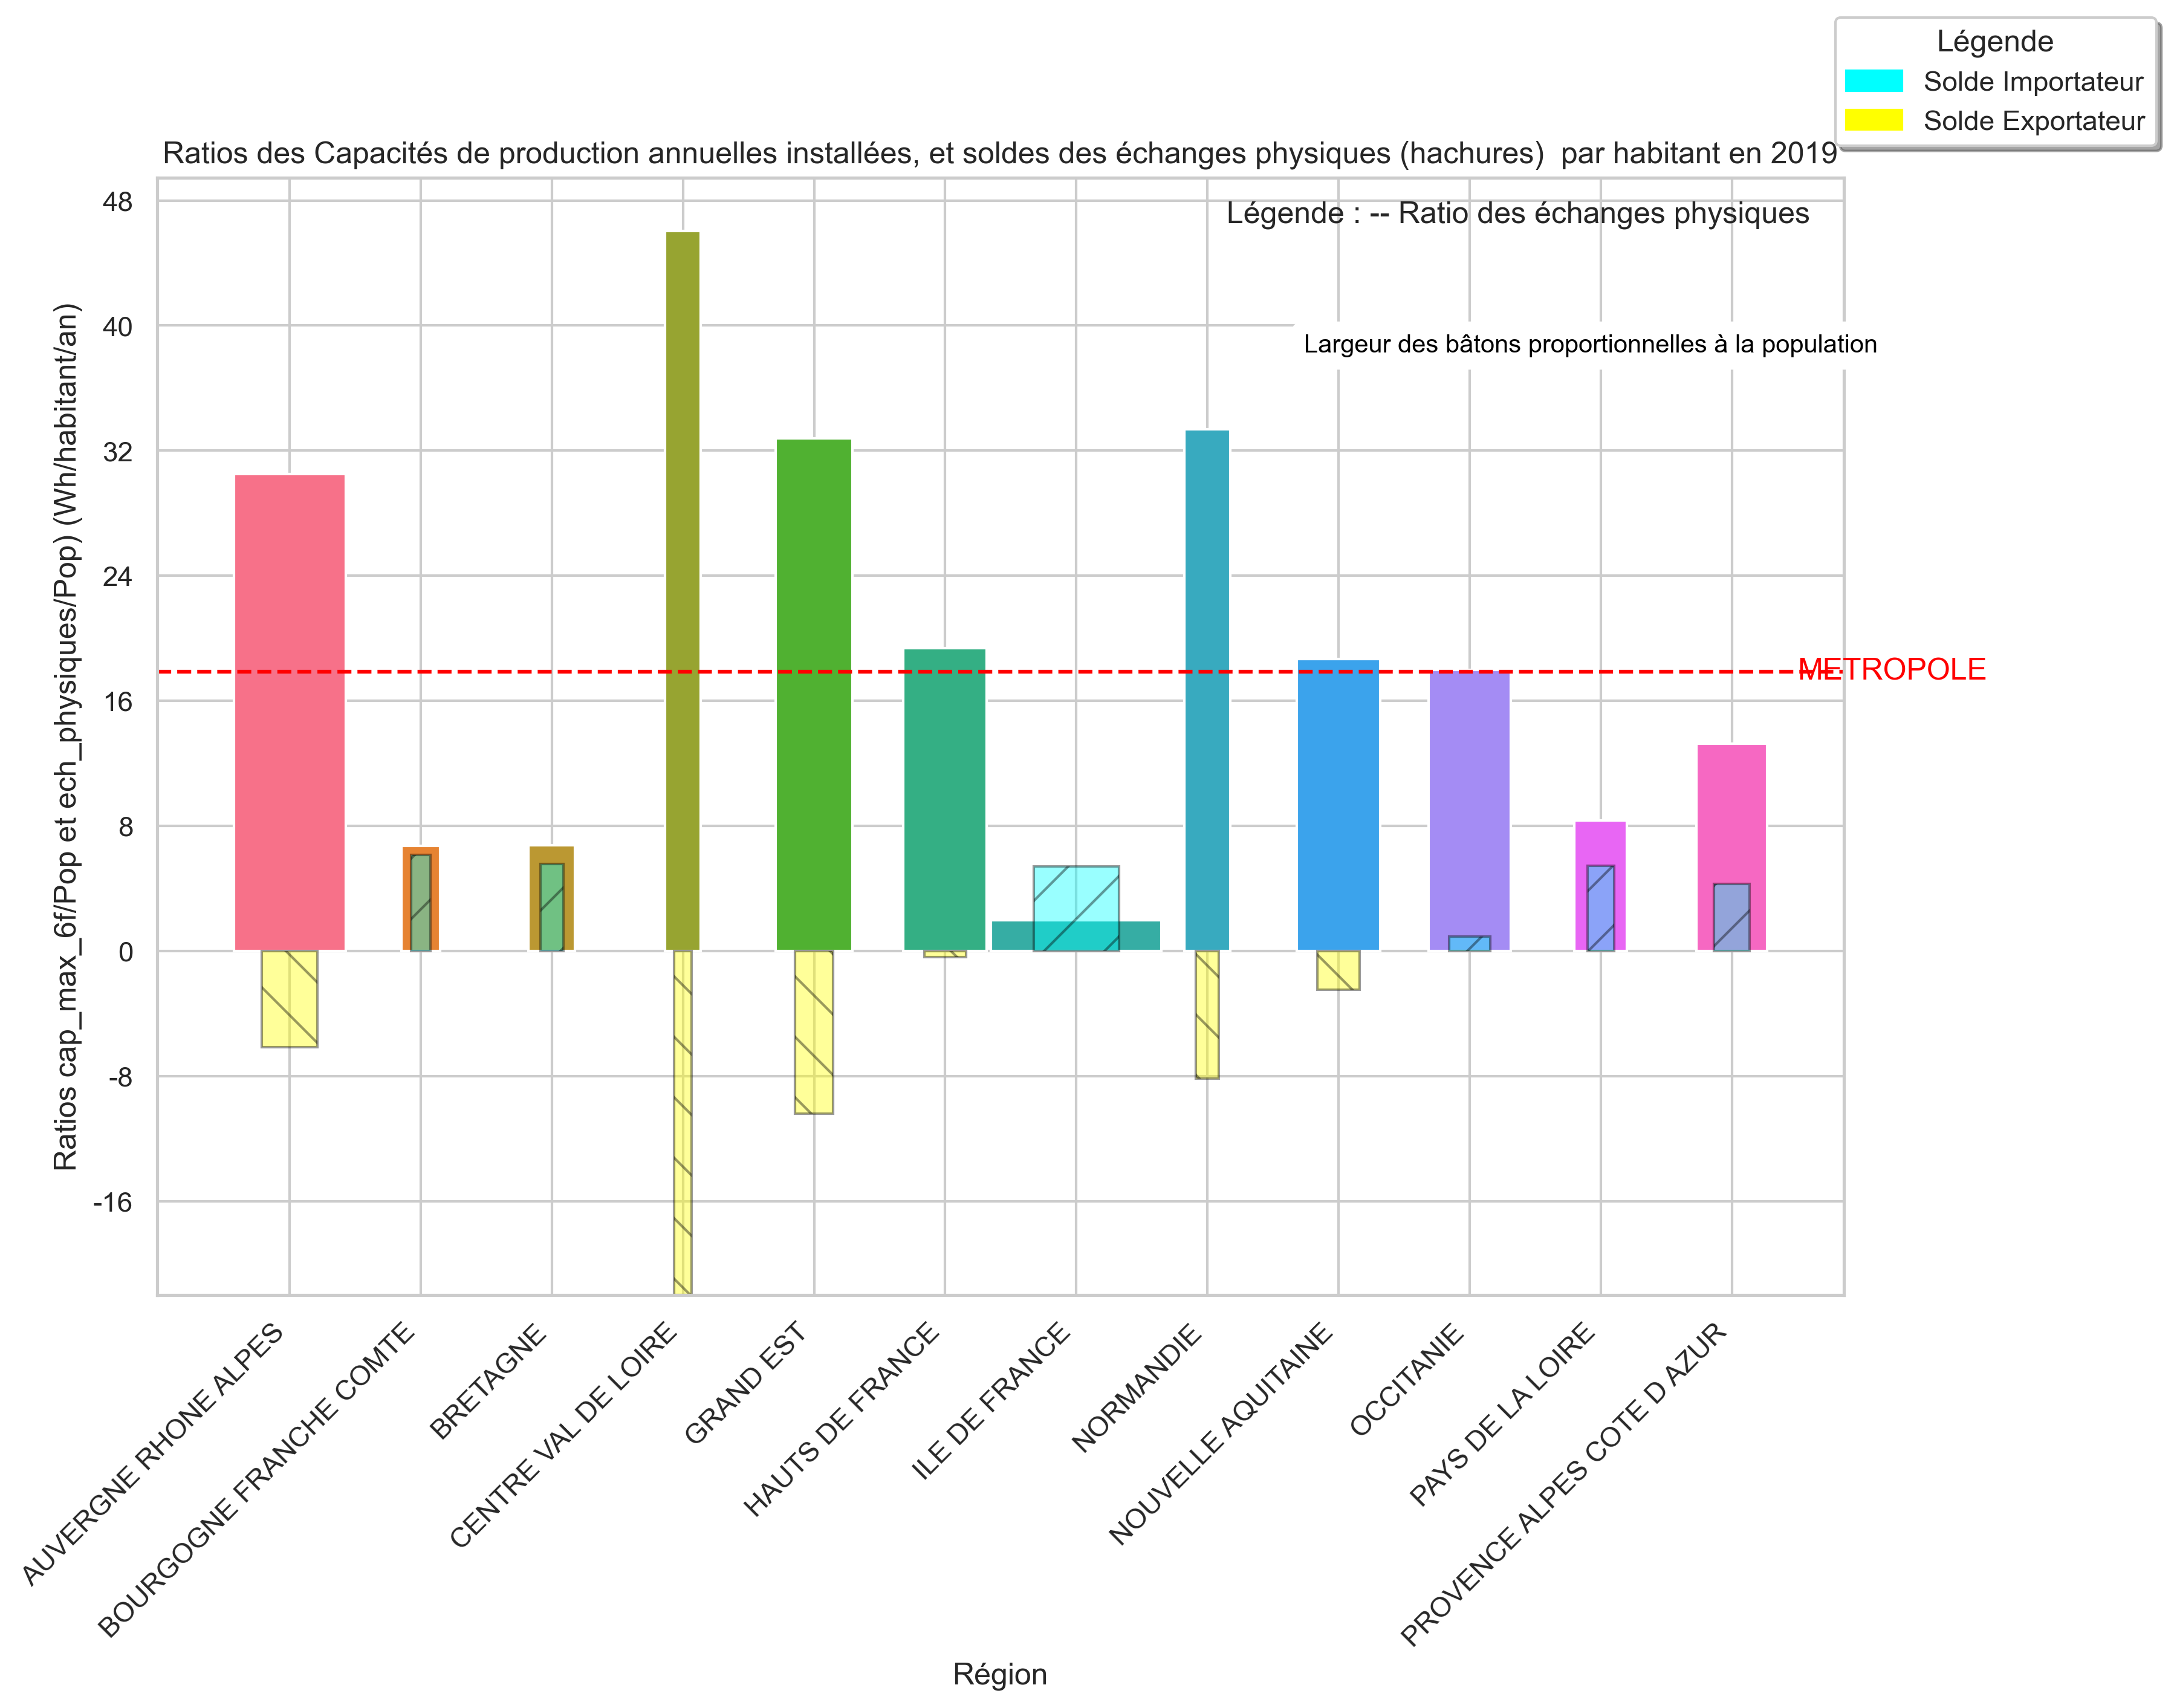 Légende
Solde Importateur
Solde Exportateur
Ratios des Capacités de production annuelles installées, et soldes des échanges physiques (hachures)  par habitant en 2019
Légende : -- Ratio des échanges physiques
Largeur des bâtons proportionnelles à la population
METROPOLE
Ratios cap_max_6f/Pop et ech_physiques/Pop) (Wh/habitant/an)
48
40
32
24
16
8
0
-8
-16
AUVERGNE RHONE ALPES
BOURGOGNE FRANCHE COMTE
BRETAGNE
CENTRE VAL DE LOIRE
GRAND EST
HAUTS DE FRANCE
ILE DE FRANCE
NORMANDIE
NOUVELLE AQUITAINE
OCCITANIE
PAYS DE LA LOIRE
PROVENCE ALPES COTE D AZUR
Région